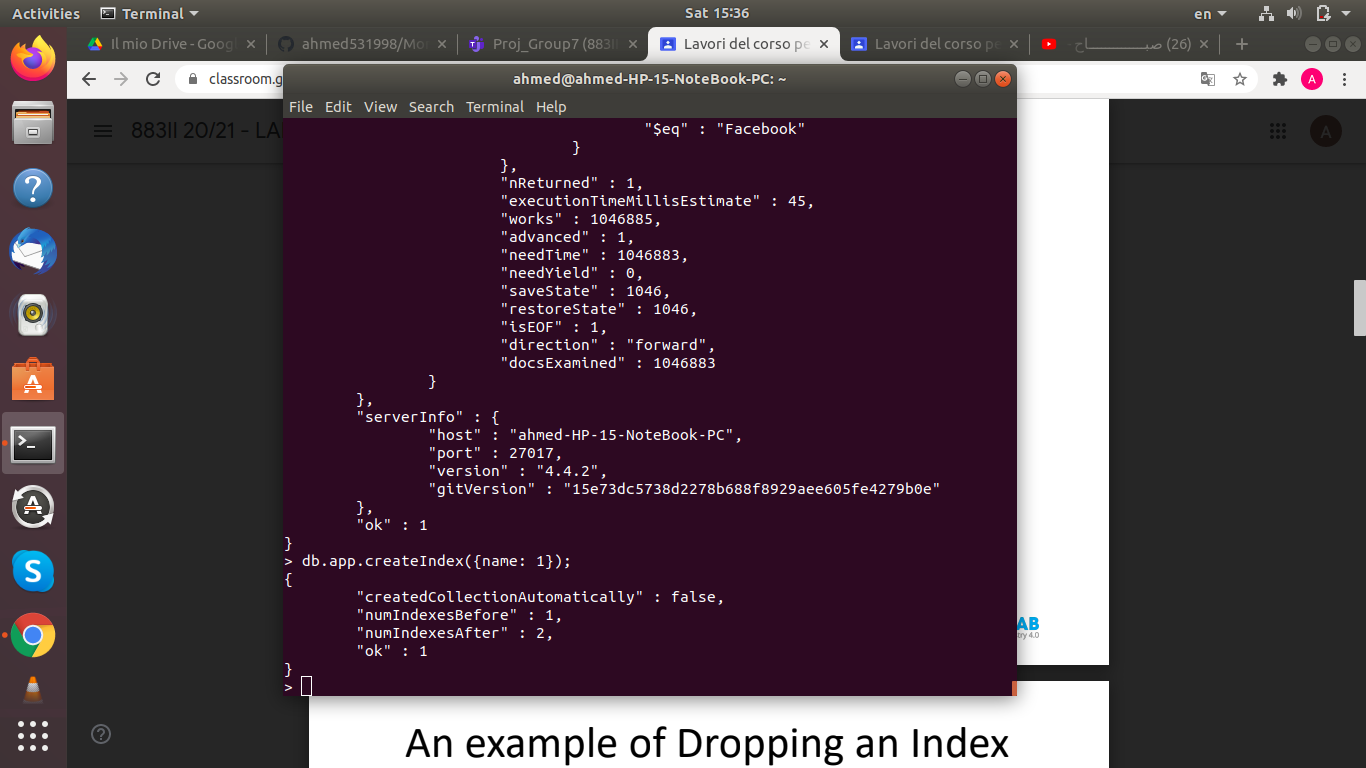 Activities Terminal Sat 15:36 en
Il mio Drive - Googl ahmed531998/Mo Proj_Group7 (883I Lavori del corso pe Lavori del corso pe (26)
classroom.g A
ahmed@ahmed-HP-15-NoteBook-PC: ~
File Edit View Search Terminal Help
883II 20/21 - LA A
"$eq" : "Facebook"
}
},
"nReturned" : 1,
"executionTimeMillisEstimate" : 45,
"works" : 1046885,
"advanced" : 1,
"needTime" : 1046883,
"needYield" : 0,
"saveState" : 1046,
"restoreState" : 1046,
"isEOF" : 1,
"direction" : "forward",
"docsExamined" : 1046883
}
},
"serverInfo" : {
"host" : "ahmed-HP-15-NoteBook-PC",
"port" : 27017,
"version" : "4.4.2",
"gitVersion" : "15e73dc5738d2278b688f8929aee605fe4279b0e"
},
"ok" : 1
}
> db.app.createIndex({name: 1});
{
"createdCollectionAutomatically" : false,
"numIndexesBefore" : 1,
"numIndexesAfter" : 2,
"ok" : 1
}
>
AB
try 4.0
An example of Dropping an Index